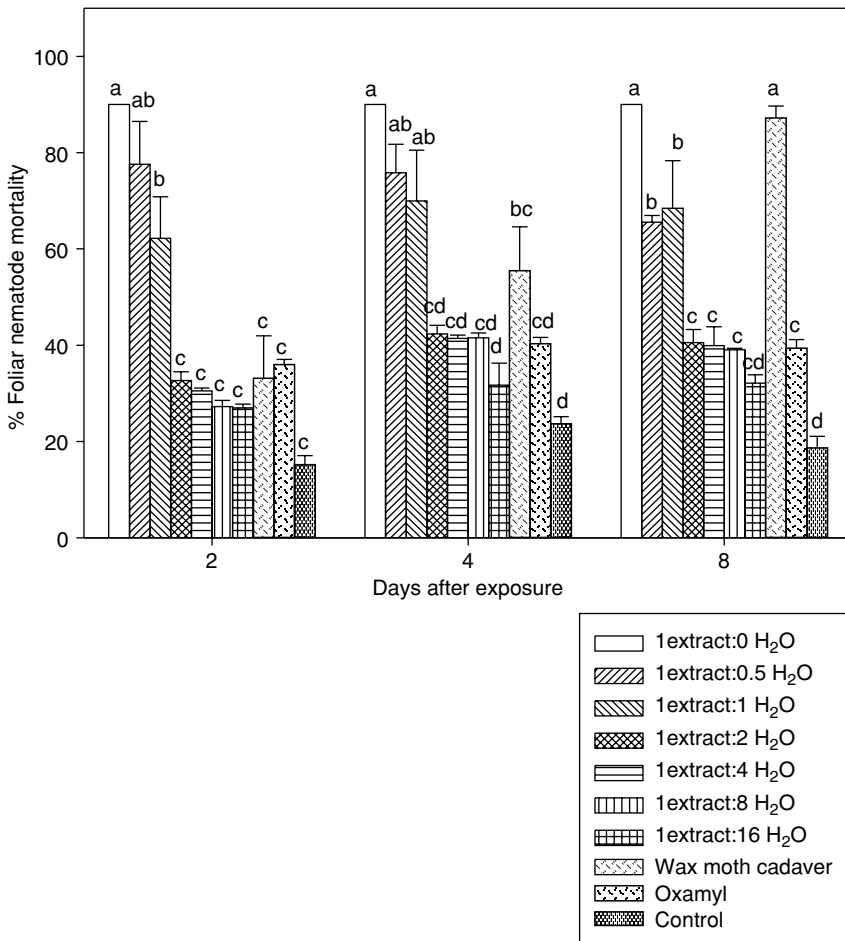 % Foliar nematode mortality
100
80
60
40
20
0
a
ab
b
c
c
c
c
c
c
c
a
ab
ab
cd
cd
cd
d
bc
cd
d
a
b
b
c
c
c
cd
a
c
d
2
4
8
Days after exposure
1extract:0 H₂O
1extract:0.5 H₂O
1extract:1 H₂O
1extract:2 H₂O
1extract:4 H₂O
1extract:8 H₂O
1extract:16 H₂O
Wax moth cadaver
Oxamyl
Control